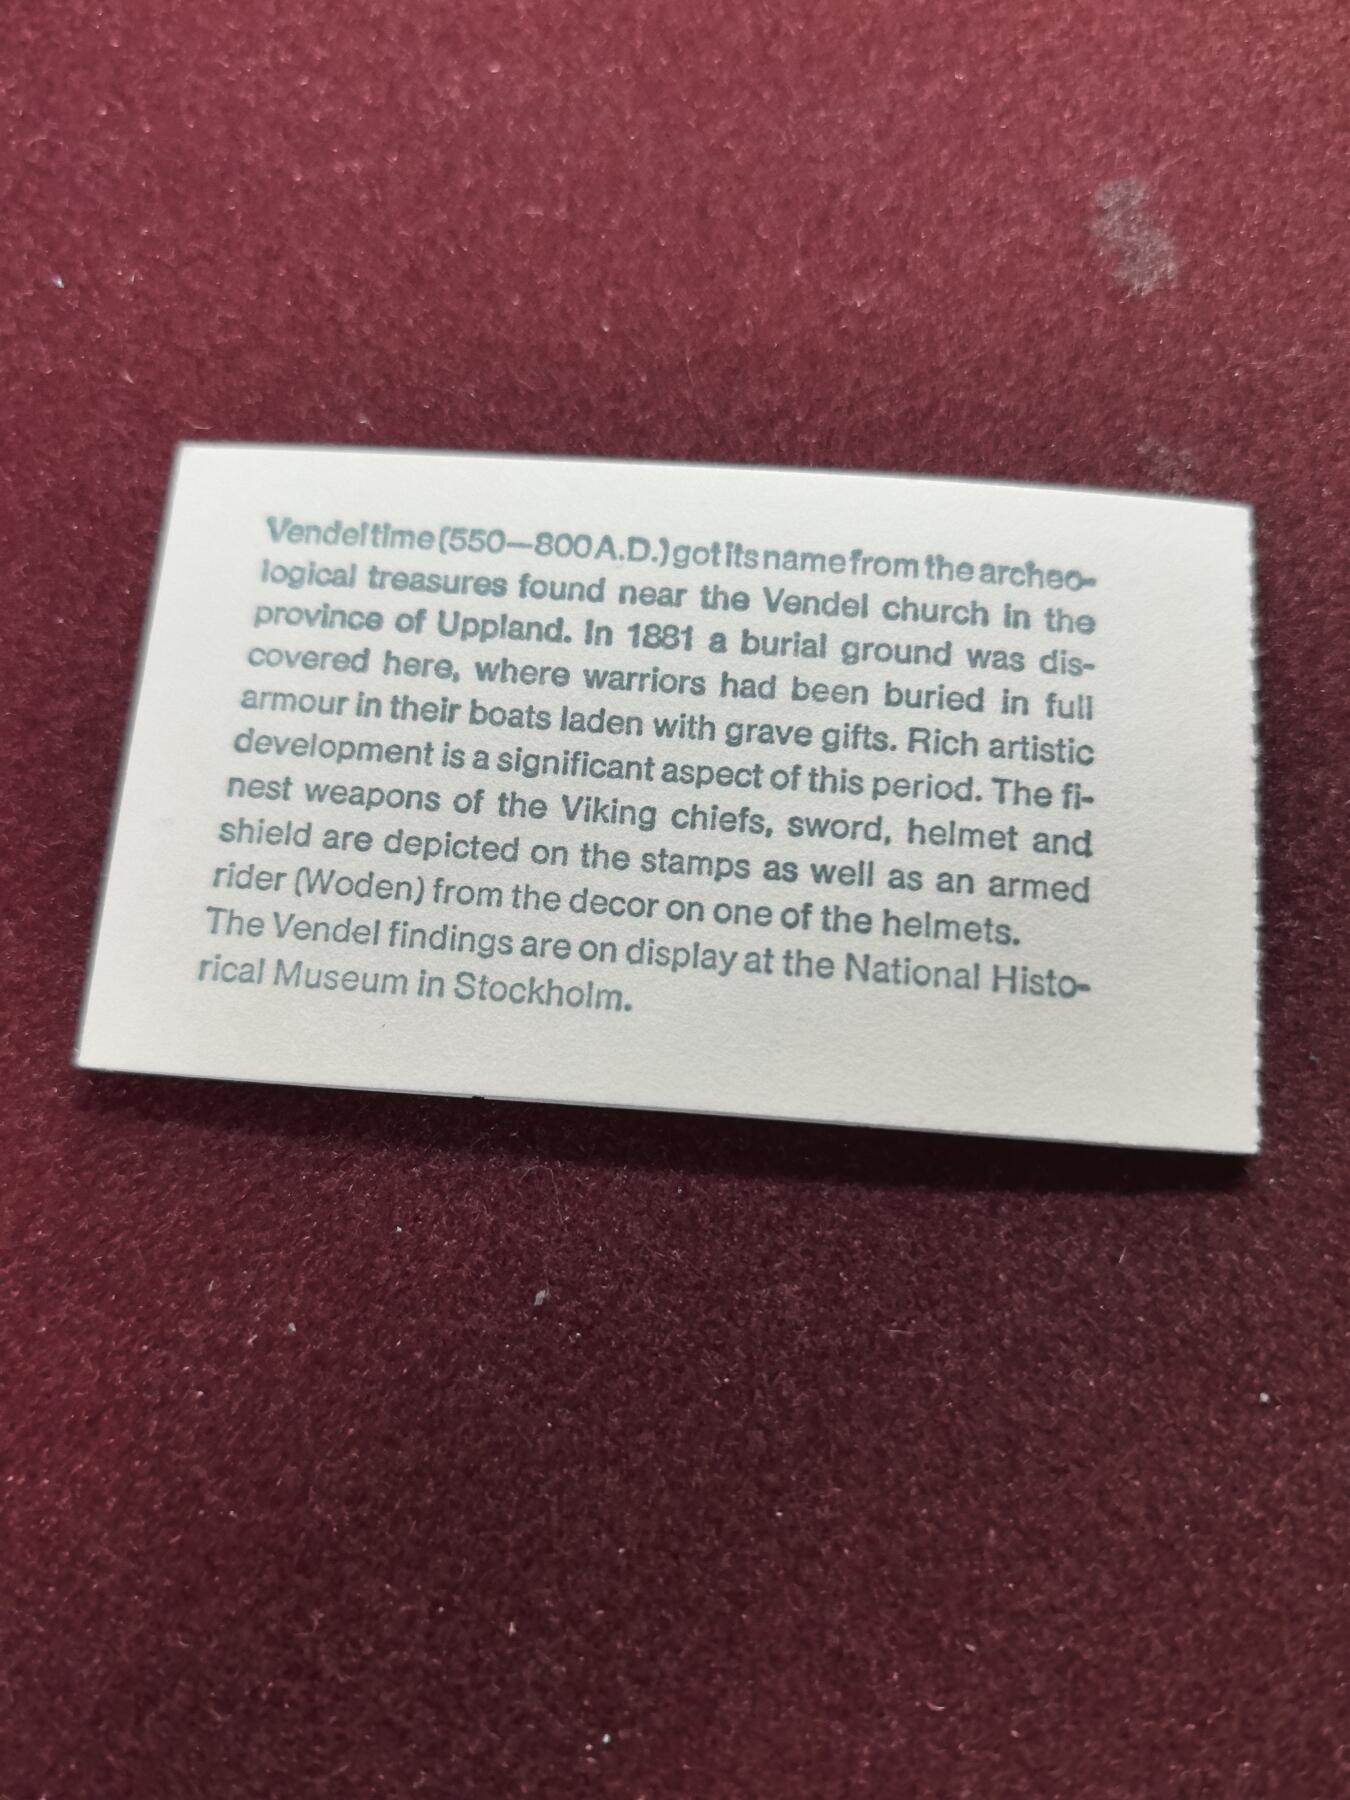 Vendel time (550—800 A.D.) got its name from the archeo-
logical treasures found near the Vendel church in the
province of Uppland. In 1881 a burial ground was dis-
covered here, where warriors had been buried in full
armour in their boats laden with grave gifts. Rich artistic
development is a significant aspect of this period. The fi-
nest weapons of the Viking chiefs, sword, helmet and
shield are depicted on the stamps as well as an armed
rider (Woden) from the decor on one of the helmets.
The Vendel findings are on display at the National Histo-
rical Museum in Stockholm.